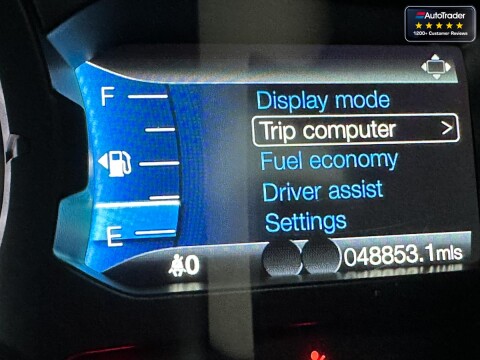 AutoTrader
1200+ Customer Reviews
F
E
Display mode
Trip computer >
Fuel economy
Driver assist
Settings
0
048853.1mls